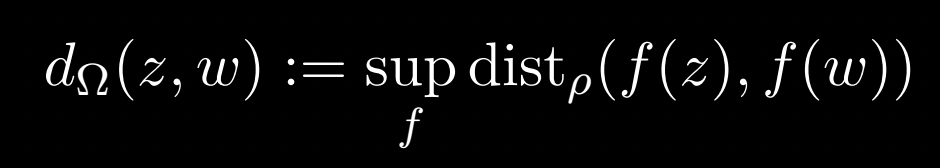 d_Ω(z, w) := sup_f dist_ρ(f(z), f(w))